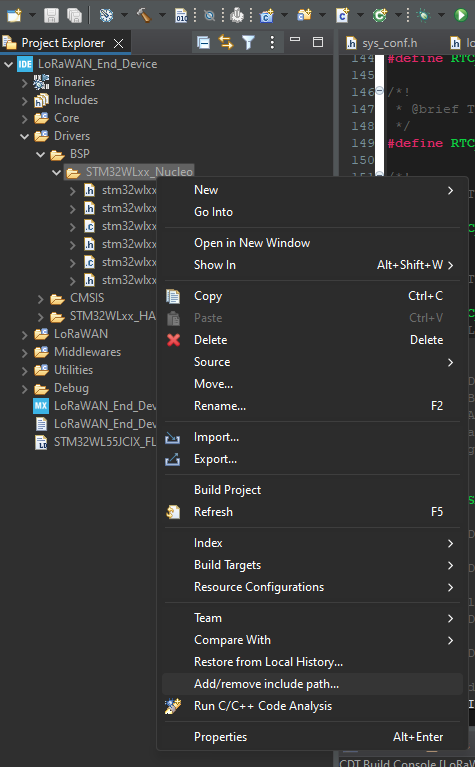 Project Explorer
sys_conf.h
lo
LoRaWAN_End_Device
Binaries
Includes
Core
Drivers
BSP
STM32WLxx_Nucleo
stm32wlxx
stm32wlxx
stm32wlxx
stm32wlxx
stm32wlxx
stm32wlxx
CMSIS
STM32WLxx_HA
LoRaWAN
Middlewares
Utilities
Debug
LoRaWAN_End_Dev
LoRaWAN_End_Dev
STM32WL55JCIX_FL
144 #define RTC
145
146 /*!
147 * @brief T
148 */
149 #define RTC
150
New
Go Into
Open in New Window
Show In Alt+Shift+W
Copy Ctrl+C
Paste Ctrl+V
Delete Delete
Source
Move...
Rename... F2
Import...
Export...
Build Project
Refresh F5
Index
Build Targets
Resource Configurations
Team
Compare With
Restore from Local History...
Add/remove include path...
Run C/C++ Code Analysis
Properties Alt+Enter
CDT Build Console [LoRaW